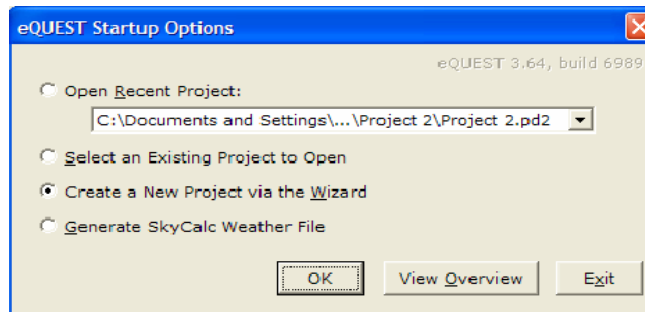 eQUEST Startup Options
eQUEST 3.64, build 6989
Open Recent Project:
C:\Documents and Settings\...\Project 2\Project 2.pd2
Select an Existing Project to Open
Create a New Project via the Wizard
Generate SkyCalc Weather File
OK
View Overview
Exit